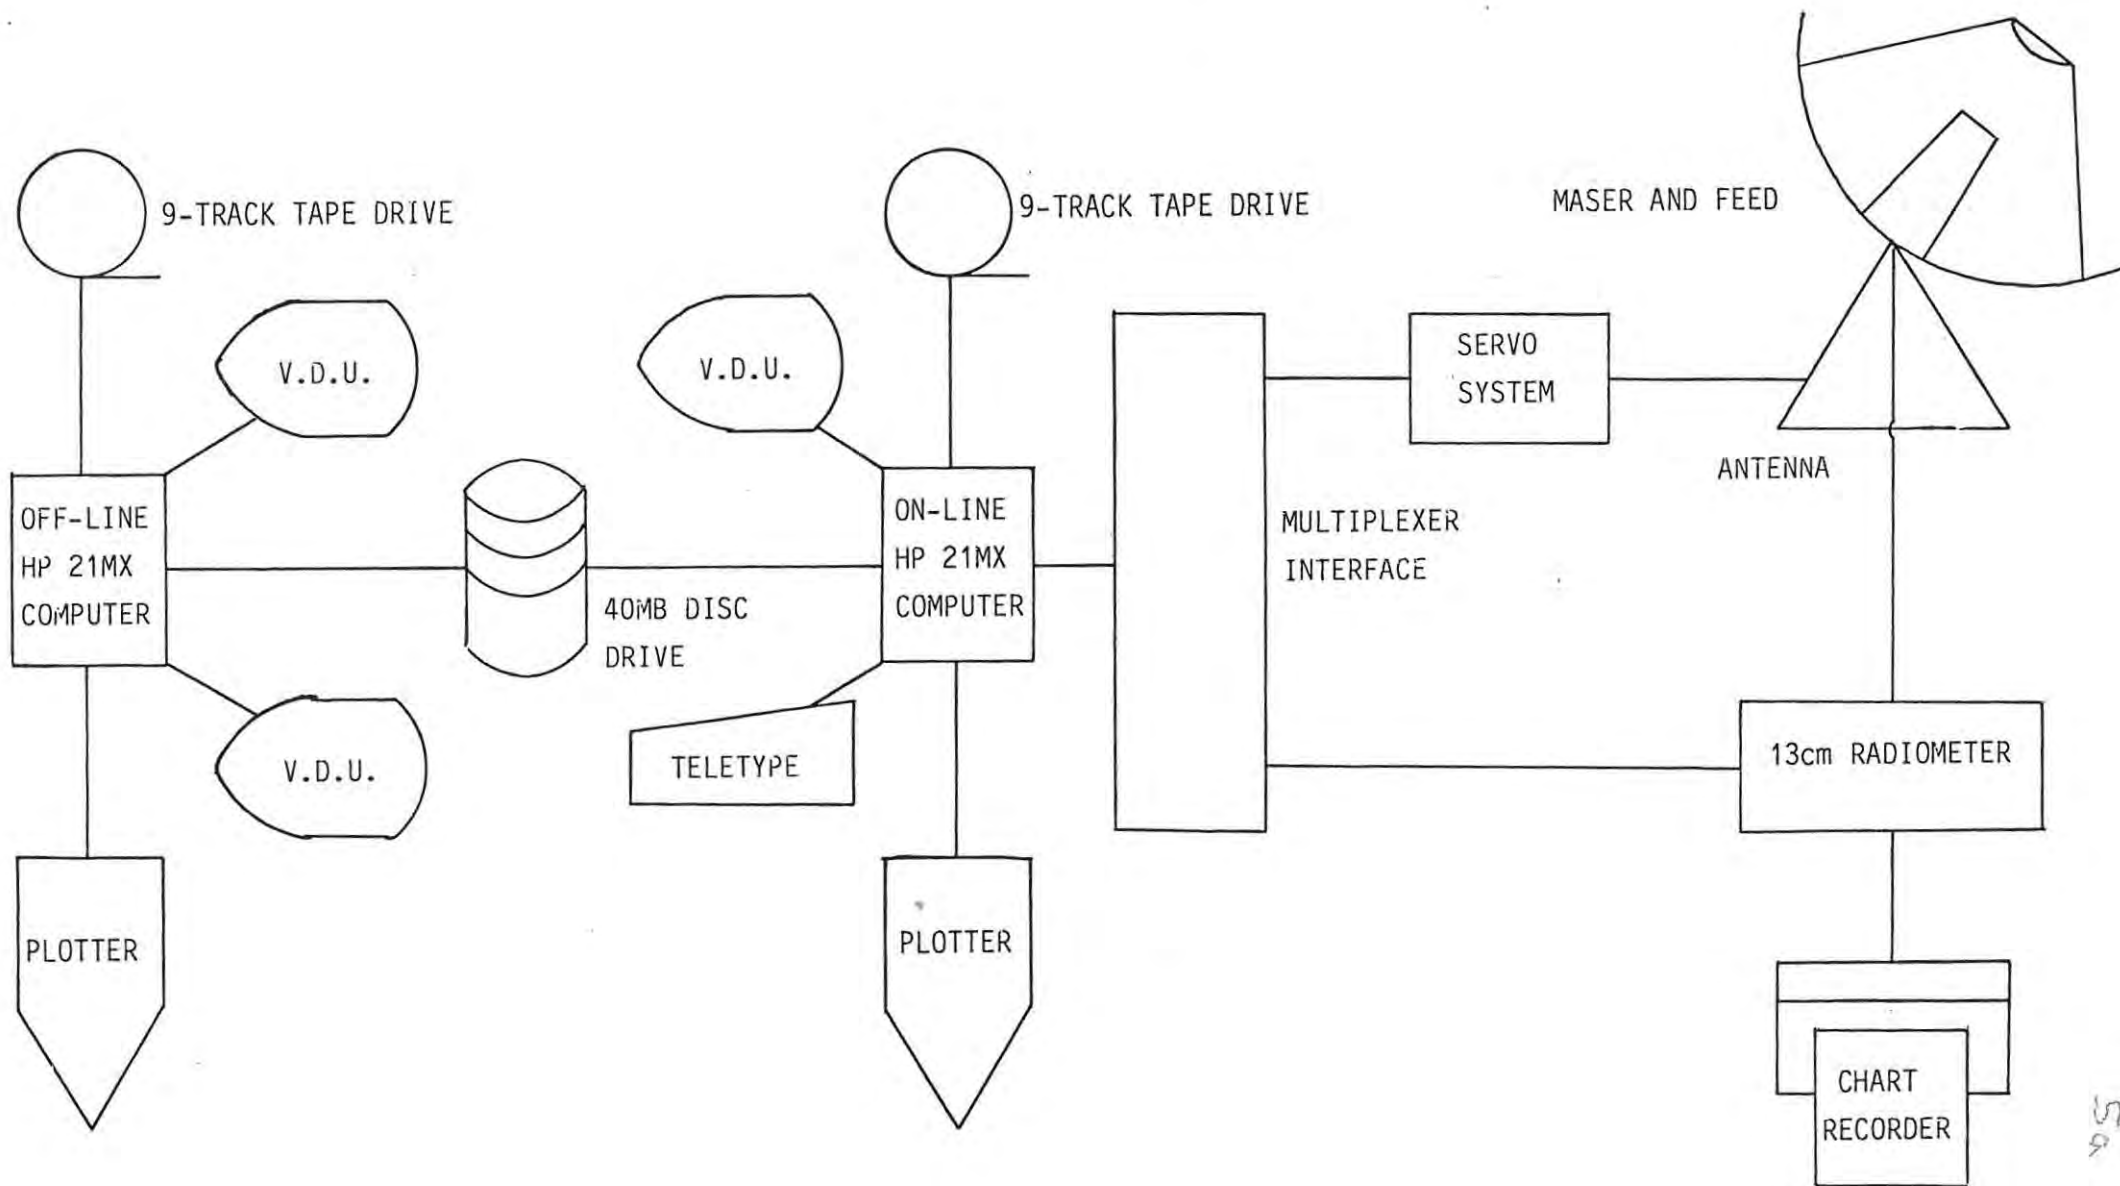 9-TRACK TAPE DRIVE
9-TRACK TAPE DRIVE
MASER AND FEED
V.D.U.
V.D.U.
SERVO
SYSTEM
ANTENNA
OFF-LINE
HP 21MX
COMPUTER
40MB DISC
DRIVE
ON-LINE
HP 21MX
COMPUTER
MULTIPLEXER
INTERFACE
V.D.U.
TELETYPE
13cm RADIOMETER
PLOTTER
PLOTTER
CHART
RECORDER